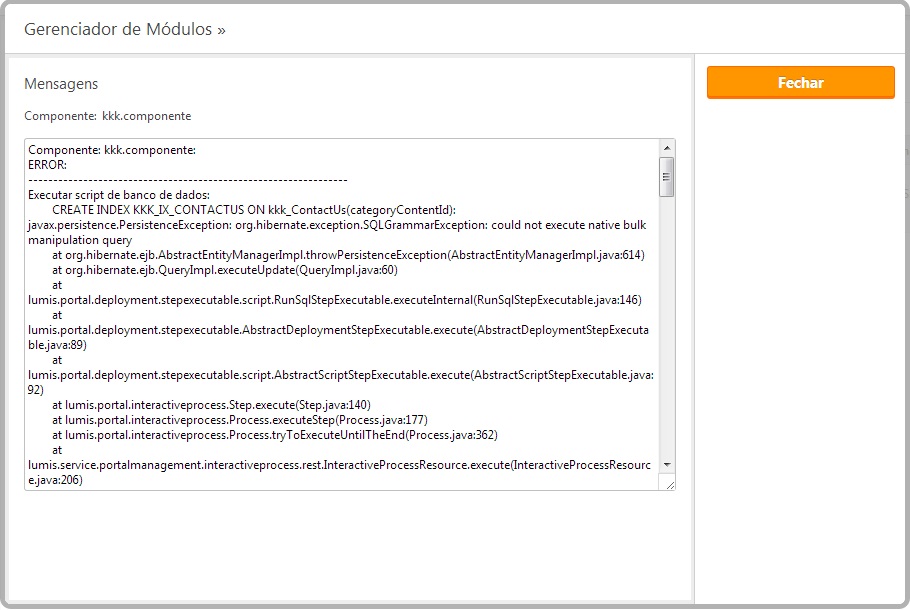 Gerenciador de Módulos »
Mensagens
Fechar
Componente: kkk.componente
Componente: kkk.componente:
ERROR:
----------------------------------------------------------------
Executar script de banco de dados:
CREATE INDEX KKK_IX_CONTACTUS ON kkk_ContactUs(categoryContentId):
javax.persistence.PersistenceException: org.hibernate.exception.SQLGrammarException: could not execute native bulk
manipulation query
at org.hibernate.ejb.AbstractEntityManagerImpl.throwPersistenceException(AbstractEntityManagerImpl.java:614)
at org.hibernate.ejb.QueryImpl.executeUpdate(QueryImpl.java:60)
at
lumis.portal.deployment.stepexecutable.script.RunSqlStepExecutable.executeInternal(RunSqlStepExecutable.java:146)
at
lumis.portal.deployment.stepexecutable.AbstractDeploymentStepExecutable.execute(AbstractDeploymentStepExecuta
ble.java:89)
at
lumis.portal.deployment.stepexecutable.script.AbstractScriptStepExecutable.execute(AbstractScriptStepExecutable.java:
92)
at lumis.portal.interactiveprocess.Step.execute(Step.java:140)
at lumis.portal.interactiveprocess.Process.executeStep(Process.java:177)
at lumis.portal.interactiveprocess.Process.tryToExecuteUntilTheEnd(Process.java:362)
at
lumis.service.portalmanagement.interactiveprocess.rest.InteractiveProcessResource.execute(InteractiveProcessResourc
e.java:206)